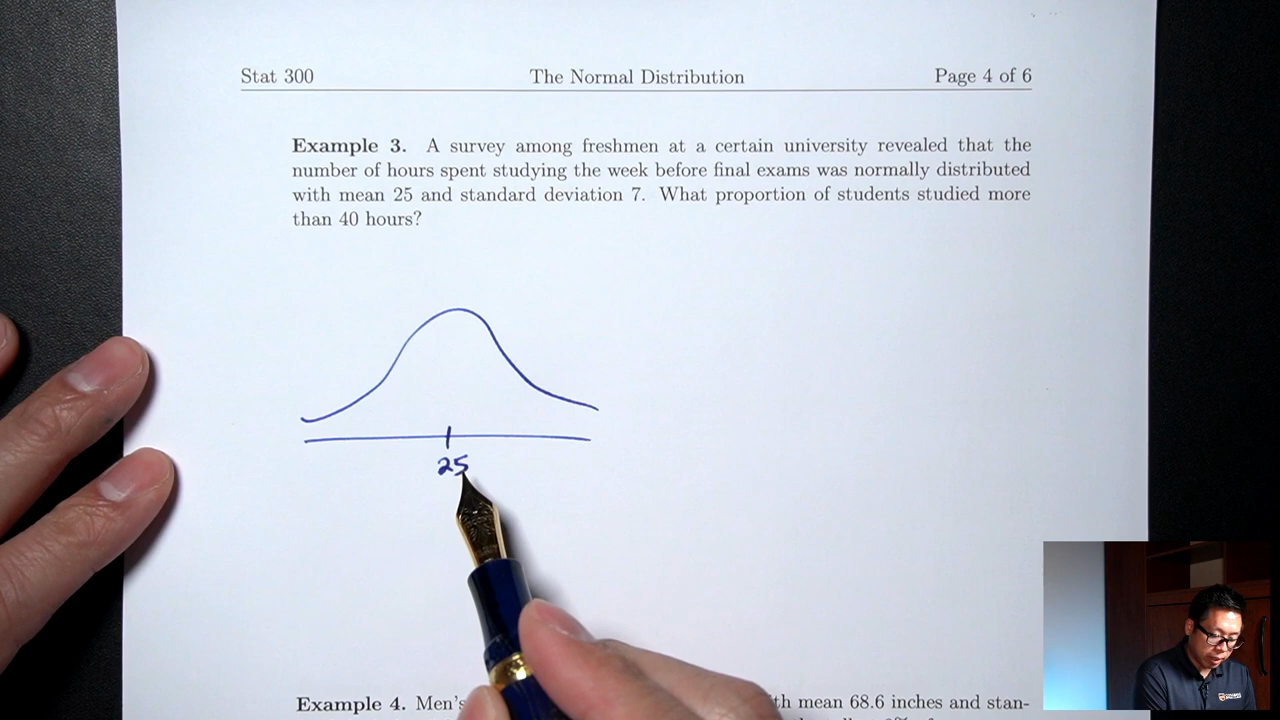 Stat 300 The Normal Distribution Page 4 of 6
Example 3. A survey among freshmen at a certain university revealed that the
number of hours spent studying the week before final exams was normally distributed
with mean 25 and standard deviation 7. What proportion of students studied more
than 40 hours?
25
Example 4. Men's th mean 68.6 inches and stan-